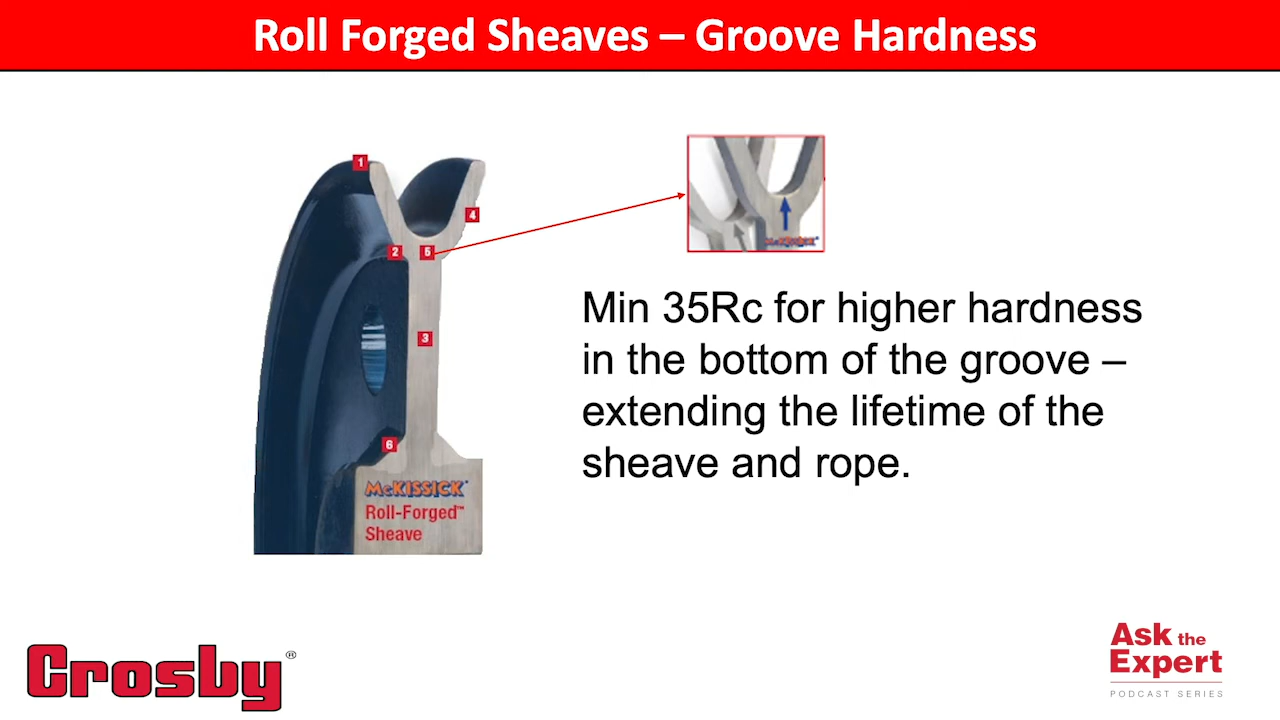 Roll Forged Sheaves – Groove Hardness
1
4
2
5
3
6
McKISSICK®
Roll-Forged™
Sheave
McKISSICK®
Min 35Rc for higher hardness
in the bottom of the groove –
extending the lifetime of the
sheave and rope.
Crosby®
Ask the
Expert
PODCAST SERIES